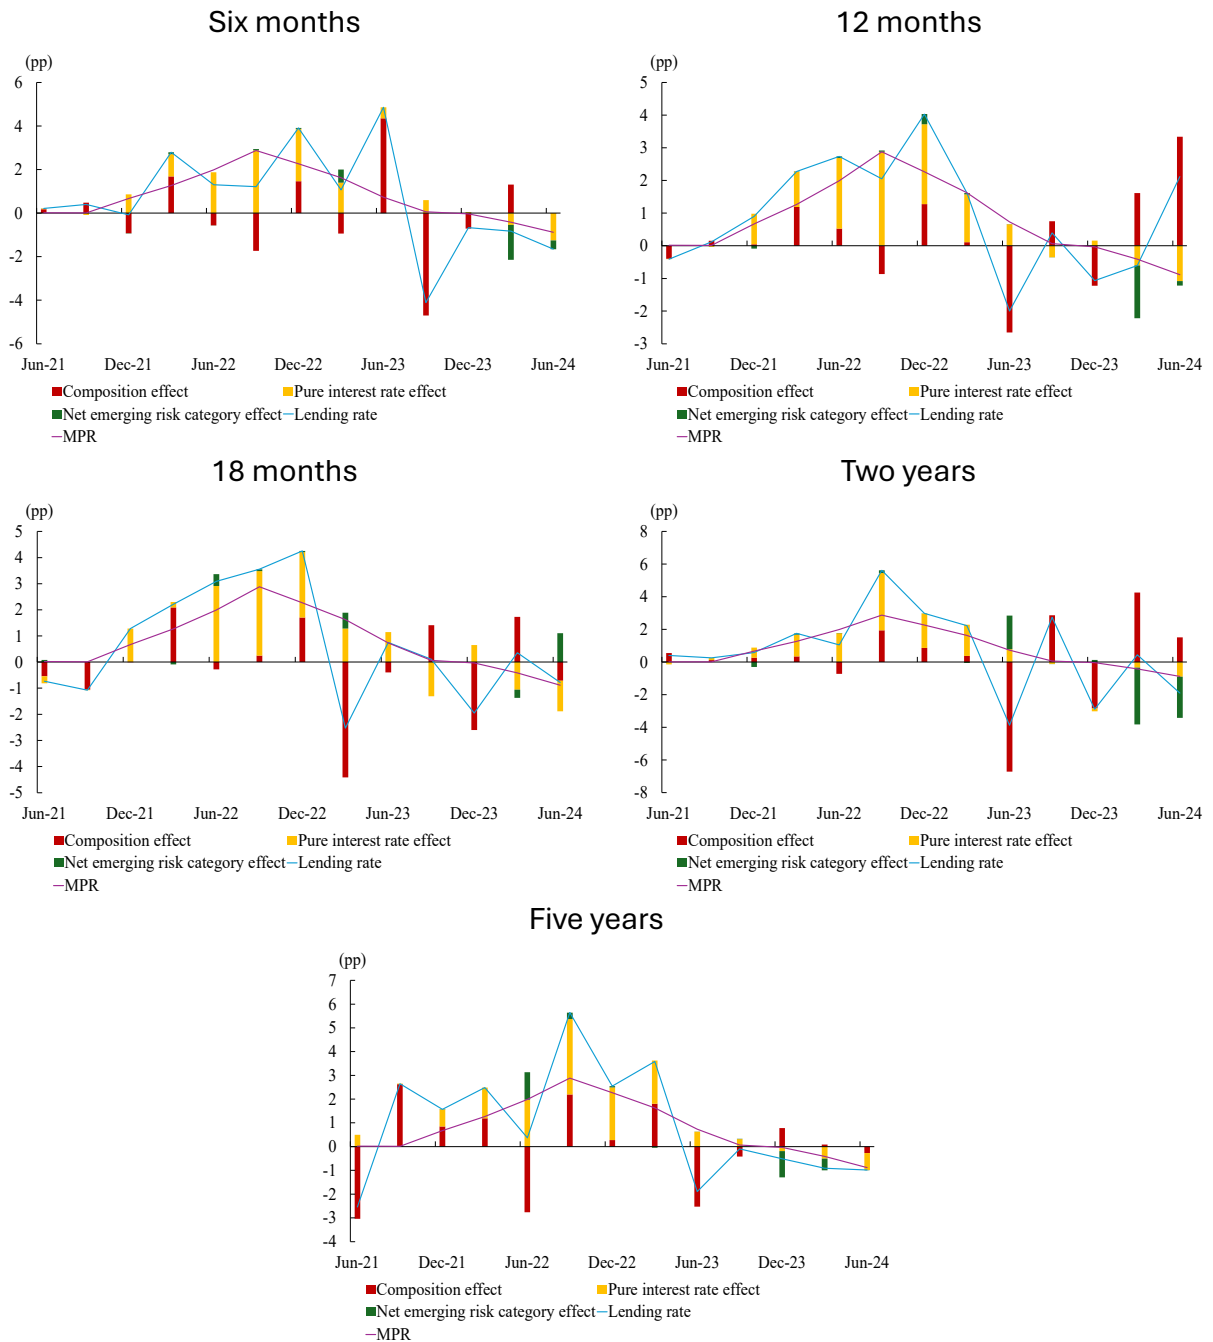 Six months
(pp)
6
4
2
0
-2
-4
-6
Jun-21 Dec-21 Jun-22 Dec-22 Jun-23 Dec-23 Jun-24
Composition effect Pure interest rate effect
Net emerging risk category effect Lending rate
MPR
12 months
(pp)
5
4
3
2
1
0
-1
-2
-3
Jun-21 Dec-21 Jun-22 Dec-22 Jun-23 Dec-23 Jun-24
Composition effect Pure interest rate effect
Net emerging risk category effect Lending rate
MPR
18 months
(pp)
5
4
3
2
1
0
-1
-2
-3
-4
-5
Jun-21 Dec-21 Jun-22 Dec-22 Jun-23 Dec-23 Jun-24
Composition effect Pure interest rate effect
Net emerging risk category effect Lending rate
MPR
Two years
(pp)
8
6
4
2
0
-2
-4
-6
-8
Jun-21 Dec-21 Jun-22 Dec-22 Jun-23 Dec-23 Jun-24
Composition effect Pure interest rate effect
Net emerging risk category effect Lending rate
MPR
Five years
(pp)
7
6
5
4
3
2
1
0
-1
-2
-3
-4
Jun-21 Dec-21 Jun-22 Dec-22 Jun-23 Dec-23 Jun-24
Composition effect Pure interest rate effect
Net emerging risk category effect Lending rate
MPR